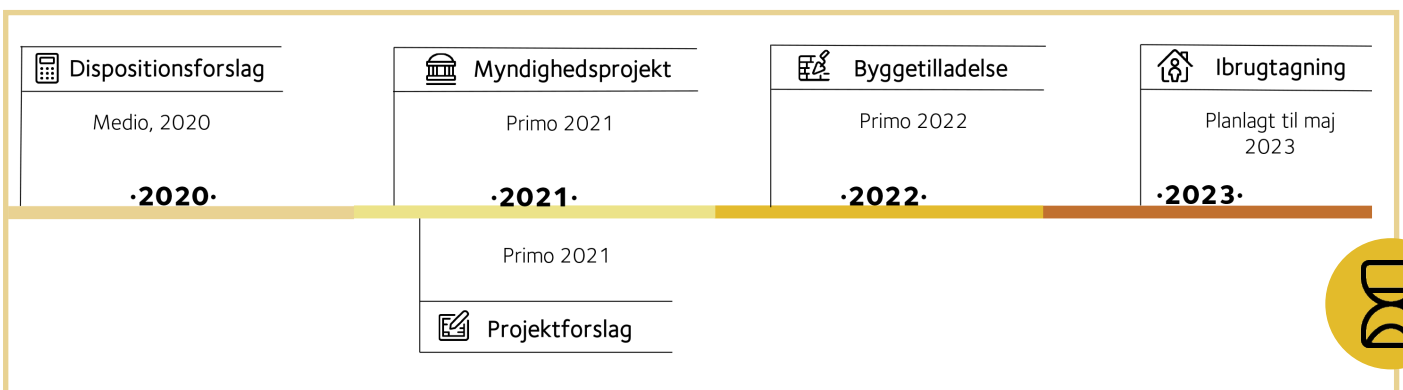 Dispositionsforslag
Medio, 2020
·2020·
Myndighedsprojekt
Primo 2021
·2021·
Byggetilladelse
Primo 2022
·2022·
Ibrugtagning
Planlagt til maj
2023
·2023·
Primo 2021
Projektforslag